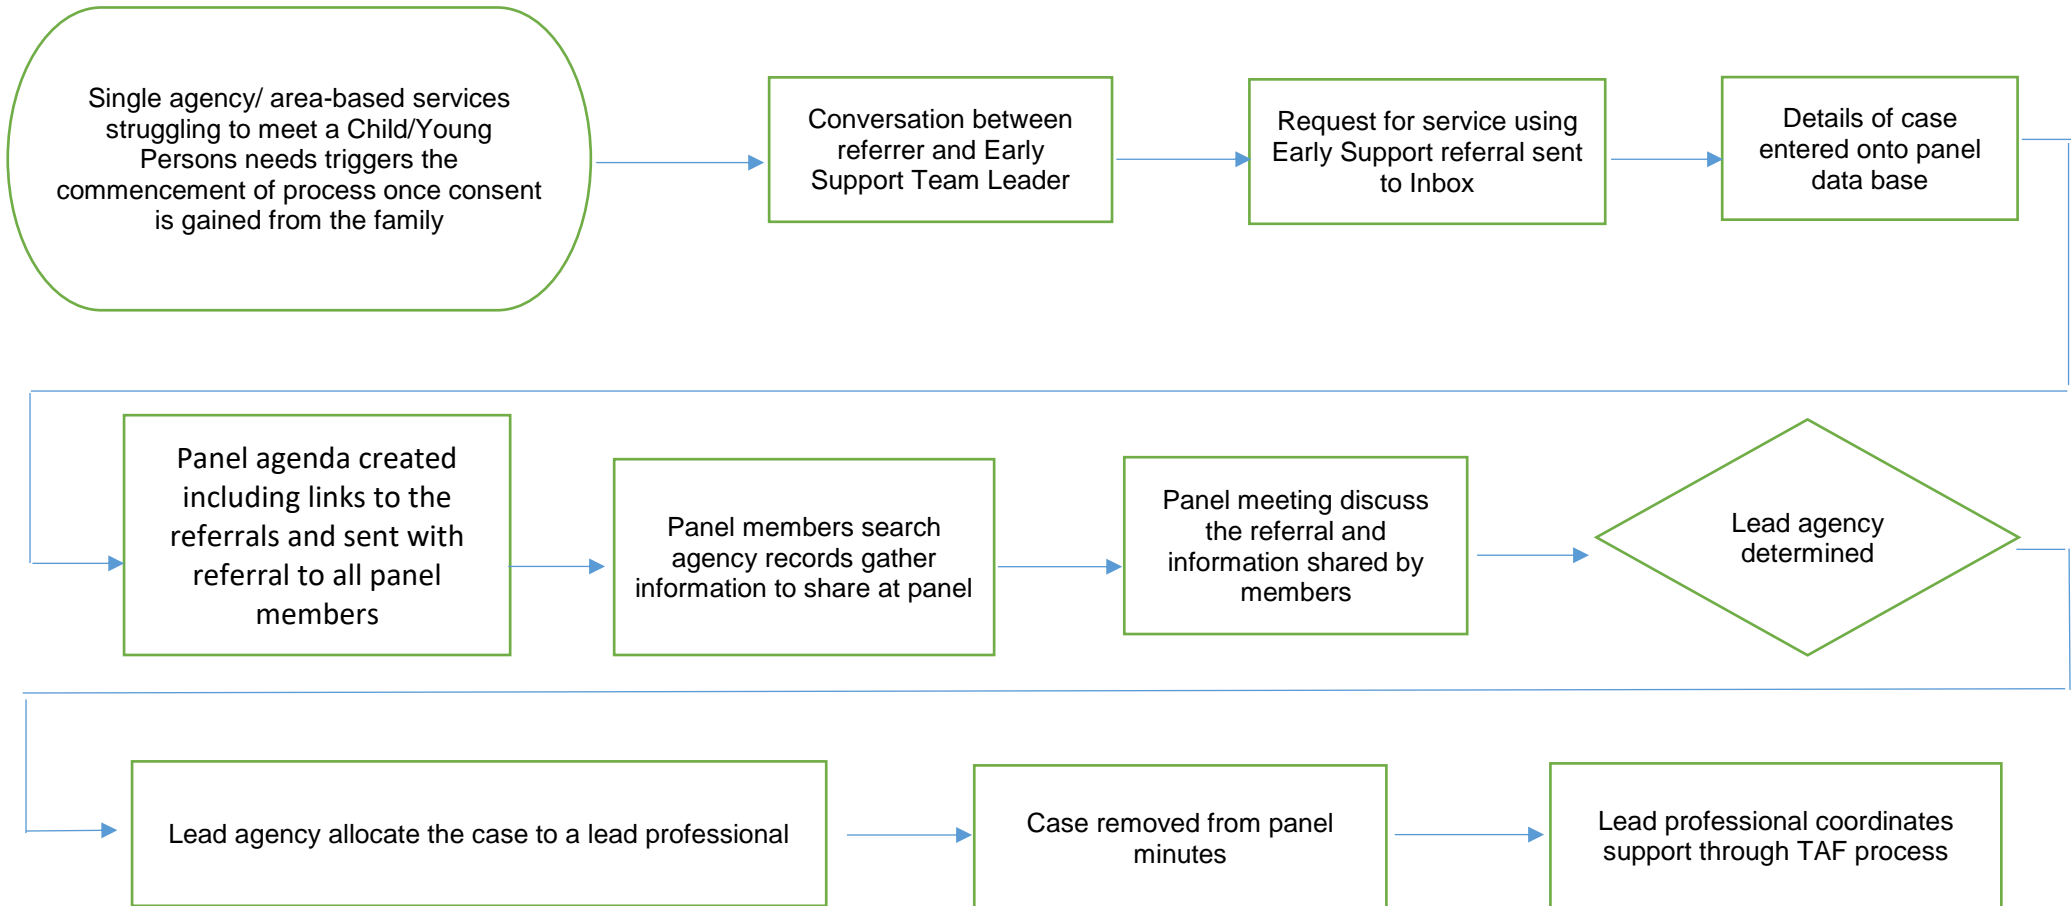 Single agency/ area-based services
struggling to meet a Child/Young
Persons needs triggers the
commencement of process once consent
is gained from the family
Conversation between
referrer and Early
Support Team Leader
Request for service using
Early Support referral sent
to Inbox
Details of case
entered onto panel
data base
Panel agenda created
including links to the
referrals and sent with
referral to all panel
members
Panel members search
agency records gather
information to share at panel
Panel meeting discuss
the referral and
information shared by
members
Lead agency
determined
Lead agency allocate the case to a lead professional
Case removed from panel
minutes
Lead professional coordinates
support through TAF process